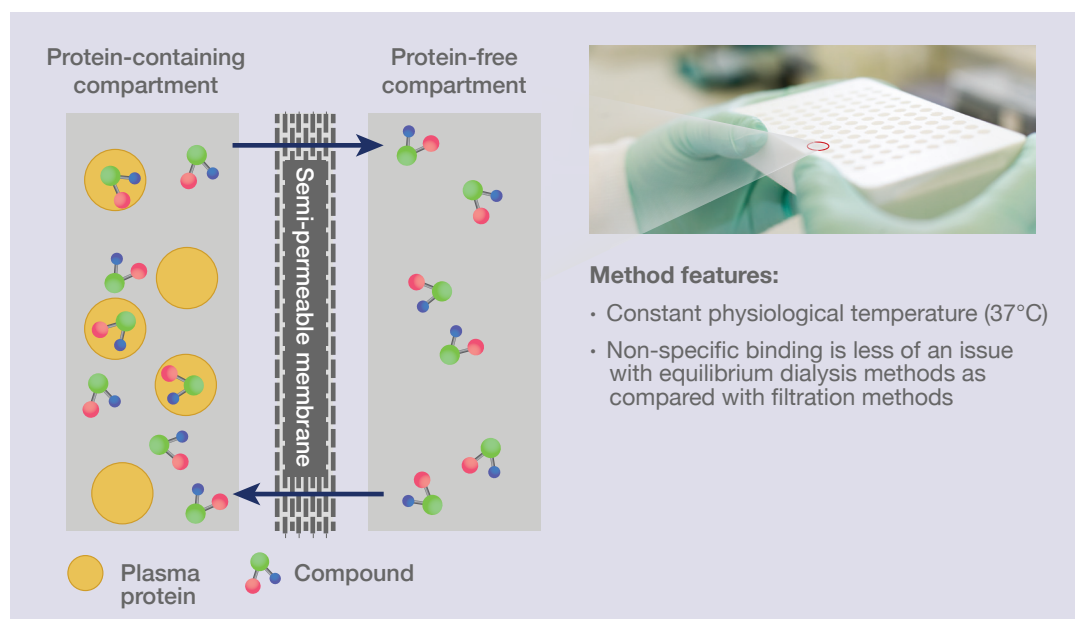 Protein-containing
compartment
Protein-free
compartment
Semi-permeable membrane
Plasma
protein
Compound
Method features:
· Constant physiological temperature (37°C)
· Non-specific binding is less of an issue
with equilibrium dialysis methods as
compared with filtration methods